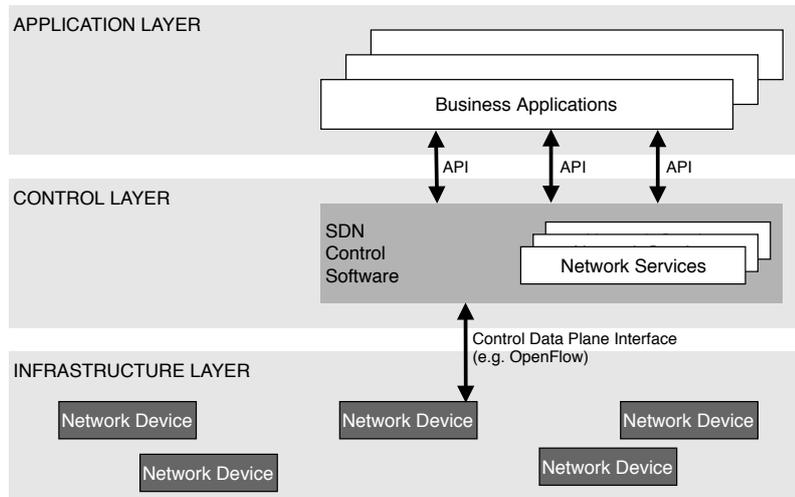 APPLICATION LAYER
Business Applications
API
API
API
CONTROL LAYER
SDN
Control
Software
Network Services
Control Data Plane Interface
(e.g. OpenFlow)
INFRASTRUCTURE LAYER
Network Device
Network Device
Network Device
Network Device
Network Device